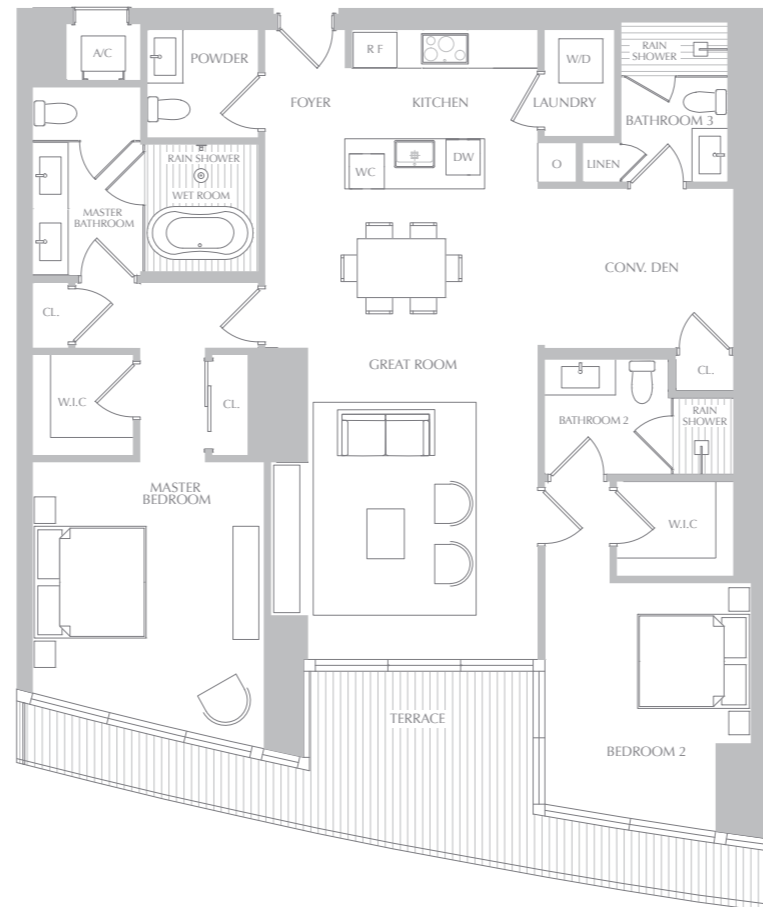 A/C
POWDER
R F
W/D
RAIN
SHOWER
FOYER
KITCHEN
LAUNDRY
BATHROOM 3
RAIN SHOWER
WET ROOM
WC
DW
O
LINEN
MASTER
BATHROOM
CONV. DEN
CL.
GREAT ROOM
CL.
W.I.C
CL.
BATHROOM 2
RAIN
SHOWER
MASTER
BEDROOM
W.I.C
TERRACE
BEDROOM 2